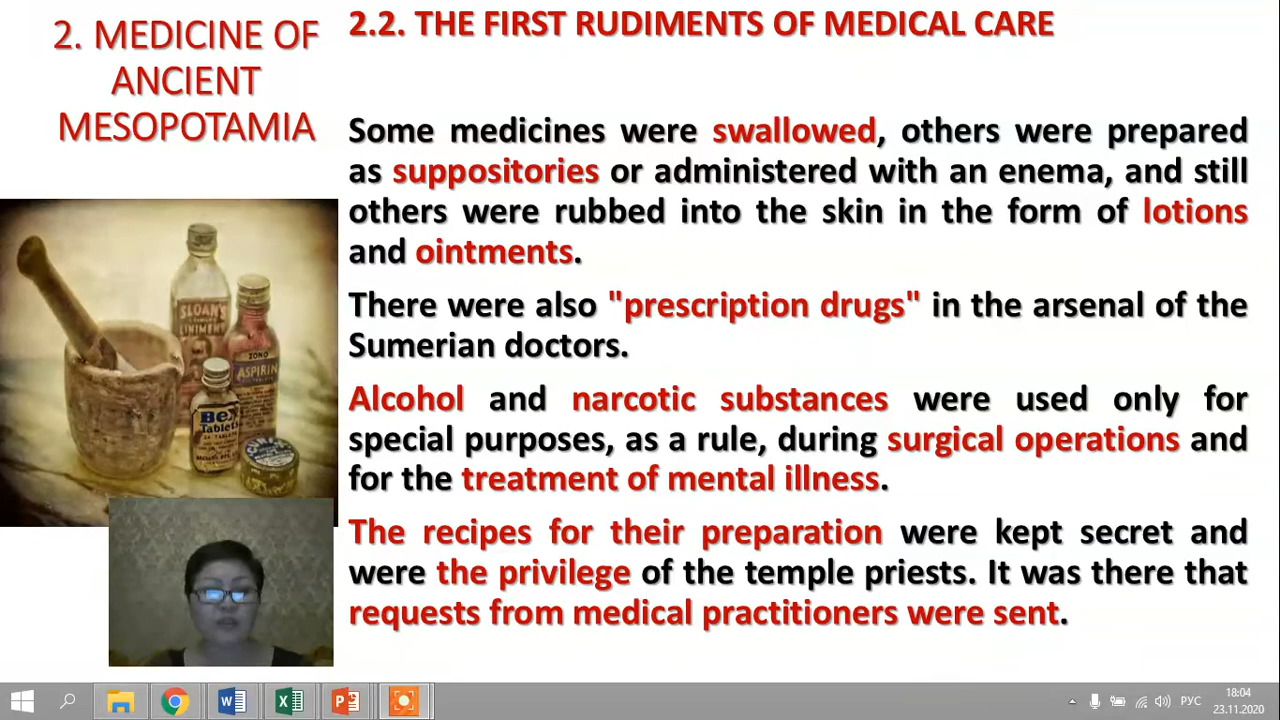 2. MEDICINE OF
ANCIENT
MESOPOTAMIA
2.2. THE FIRST RUDIMENTS OF MEDICAL CARE
Some medicines were swallowed, others were prepared
as suppositories or administered with an enema, and still
others were rubbed into the skin in the form of lotions
and ointments.
There were also "prescription drugs" in the arsenal of the
Sumerian doctors.
Alcohol and narcotic substances were used only for
special purposes, as a rule, during surgical operations and
for the treatment of mental illness.
The recipes for their preparation were kept secret and
were the privilege of the temple priests. It was there that
requests from medical practitioners were sent.
SLOAN'S
LINIMENT
ZONO
ASPIRIN
Bex
Tablets
РУС
18:04
23.11.2020